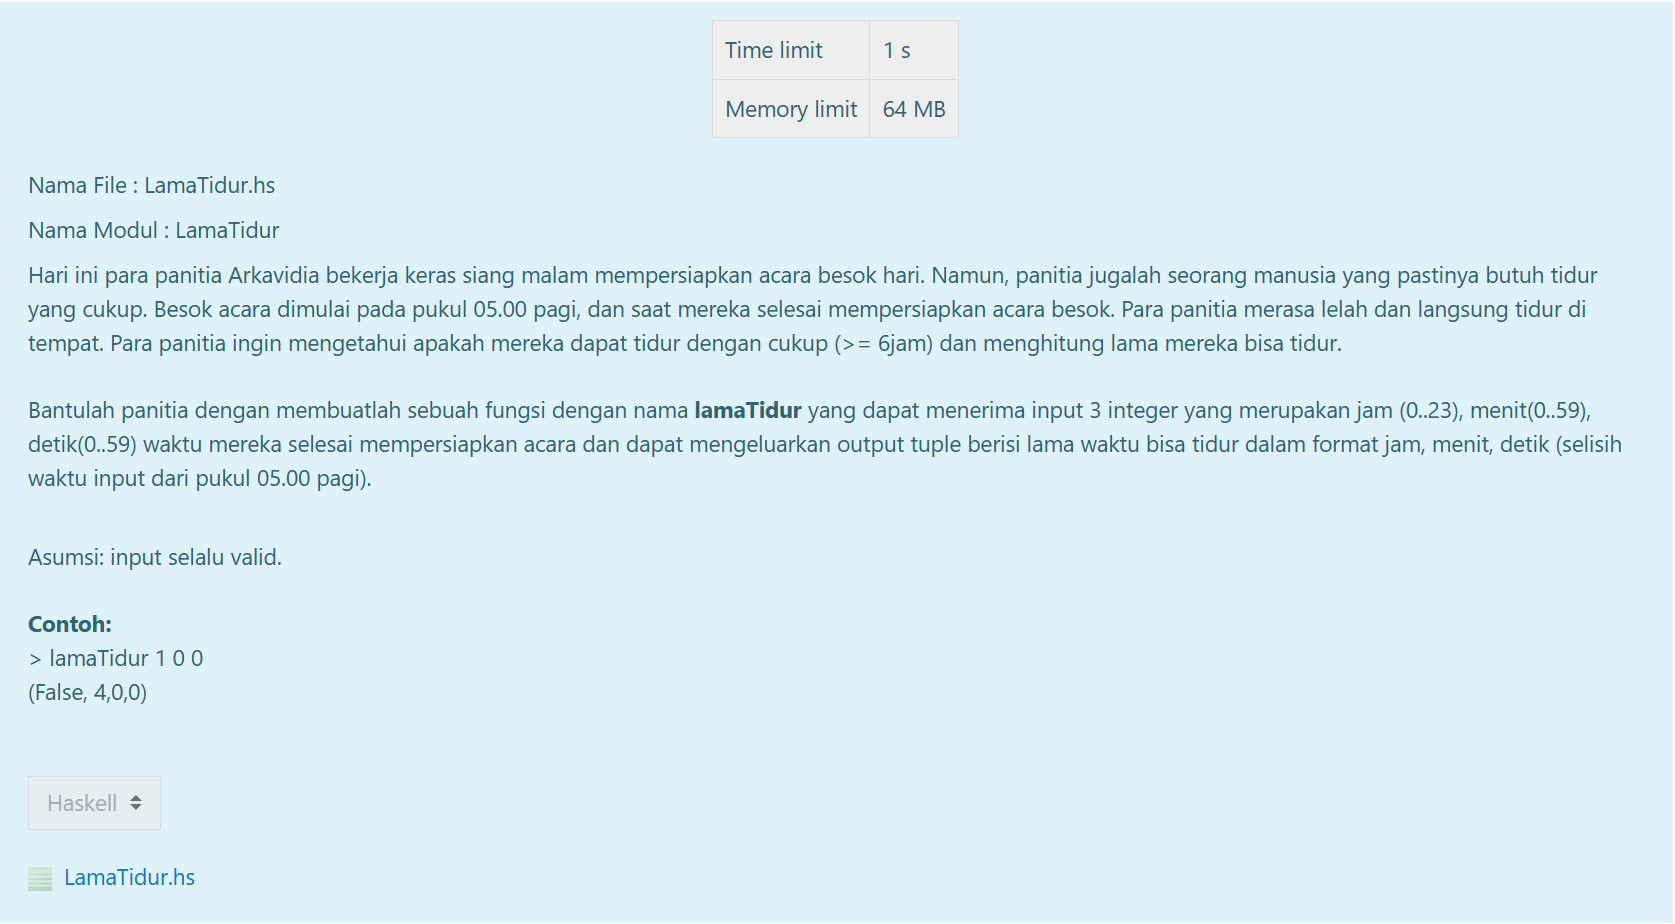 Time limit 1 s
Memory limit 64 MB
Nama File : LamaTidur.hs
Nama Modul : LamaTidur
Hari ini para panitia Arkavidia bekerja keras siang malam mempersiapkan acara besok hari. Namun, panitia jugalah seorang manusia yang pastinya butuh tidur
yang cukup. Besok acara dimulai pada pukul 05.00 pagi, dan saat mereka selesai mempersiapkan acara besok. Para panitia merasa lelah dan langsung tidur di
tempat. Para panitia ingin mengetahui apakah mereka dapat tidur dengan cukup (>= 6jam) dan menghitung lama mereka bisa tidur.
Bantulah panitia dengan membuatlah sebuah fungsi dengan nama lamaTidur yang dapat menerima input 3 integer yang merupakan jam (0..23), menit(0..59),
detik(0..59) waktu mereka selesai mempersiapkan acara dan dapat mengeluarkan output tuple berisi lama waktu bisa tidur dalam format jam, menit, detik (selisih
waktu input dari pukul 05.00 pagi).
Asumsi: input selalu valid.
Contoh:
> lamaTidur 1 0 0
(False, 4,0,0)
Haskell
LamaTidur.hs